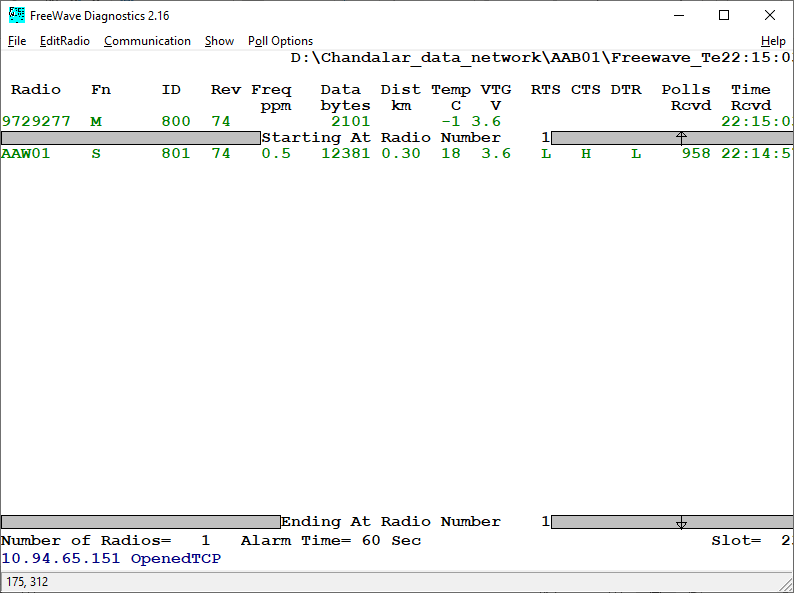 FreeWave Diagnostics 2.16
File EditRadio Communication Show Poll Options Help
D:\Chandalar_data_network\AAB01\Freewave_Te22:15:0
Radio Fn ID Rev Freq Data Dist Temp VTG RTS CTS DTR Polls Time
ppm bytes km C V Rcvd Rcvd
9729277 M 800 74 2101 -1 3.6 22:15:0
Starting At Radio Number 1
AAW01 S 801 74 0.5 12381 0.30 18 3.6 L H L 958 22:14:5
Ending At Radio Number 1
Number of Radios= 1 Alarm Time= 60 Sec Slot= 2
10.94.65.151 OpenedTCP
175, 312